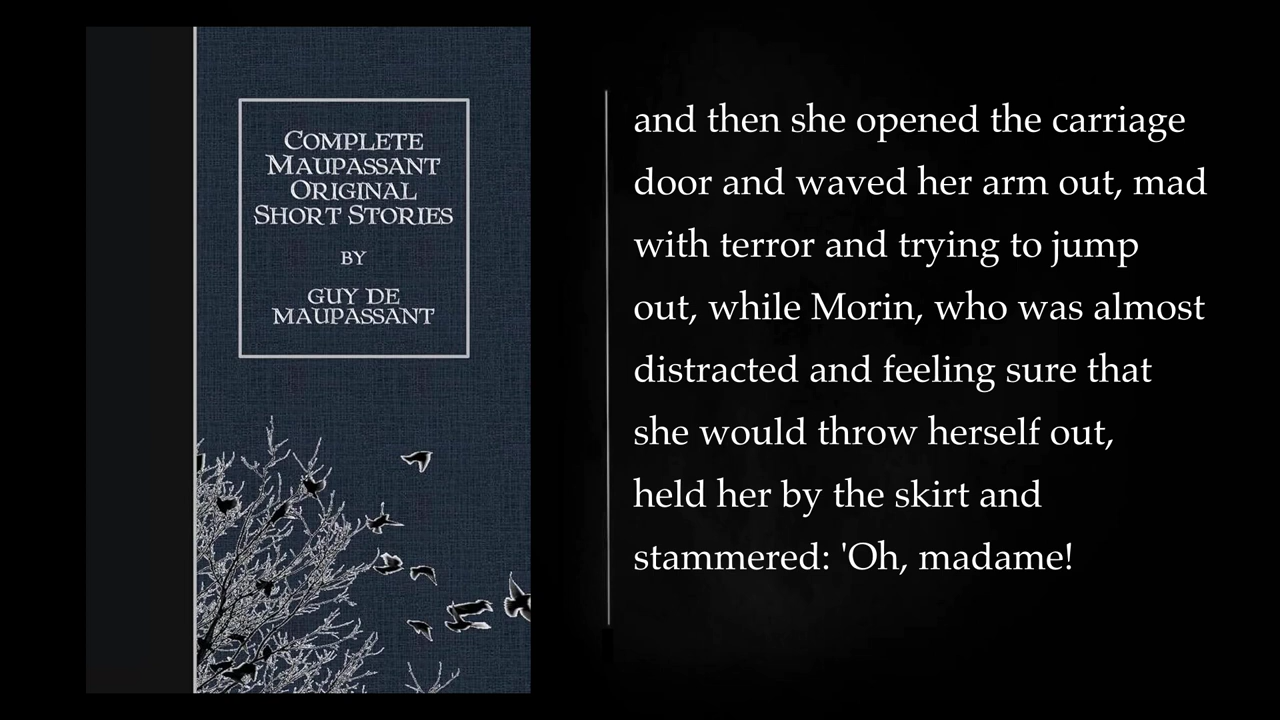 COMPLETE
MAUPASSANT
ORIGINAL
SHORT STORIES
BY
GUY DE
MAUPASSANT
and then she opened the carriage
door and waved her arm out, mad
with terror and trying to jump
out, while Morin, who was almost
distracted and feeling sure that
she would throw herself out,
held her by the skirt and
stammered: 'Oh, madame!